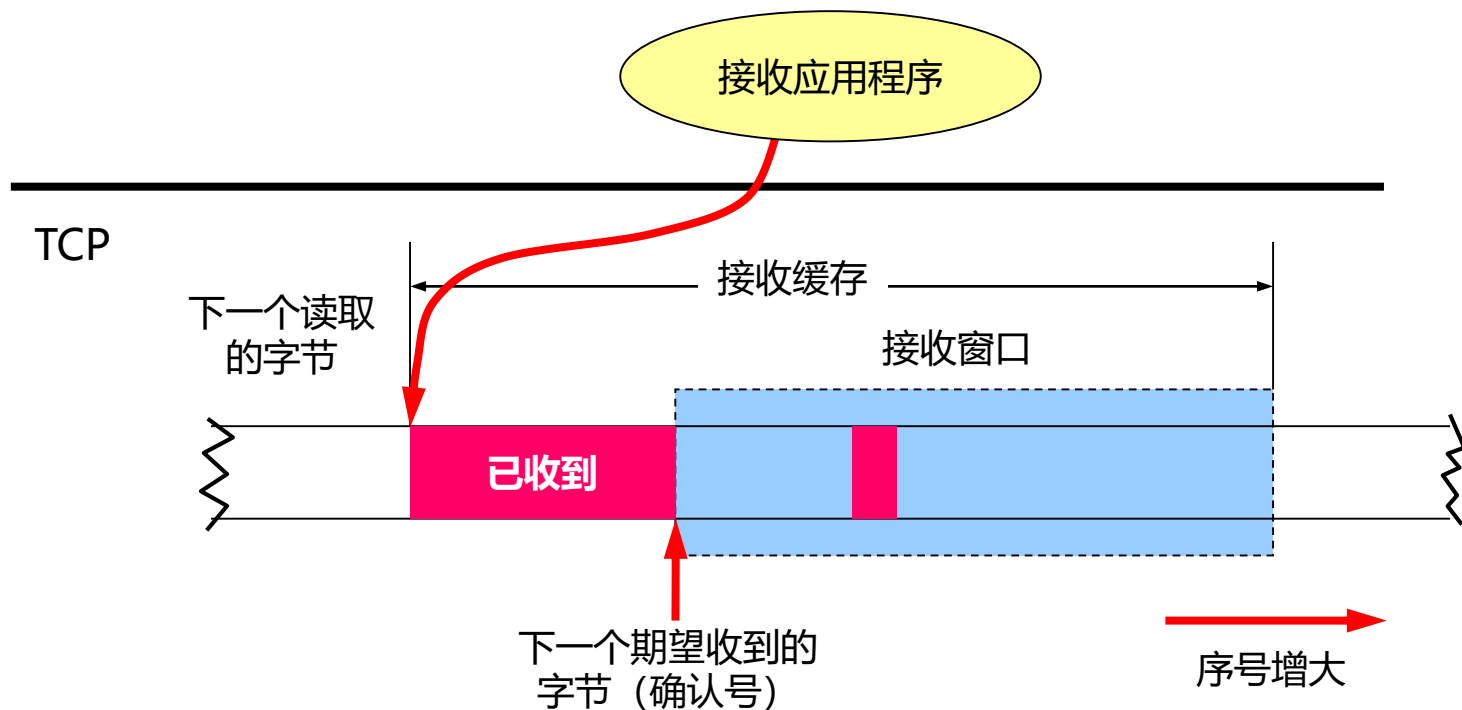 接收应用程序
TCP
接收缓存
下一个读取
的字节
接收窗口
已收到
下一个期望收到的
字节（确认号）
序号增大